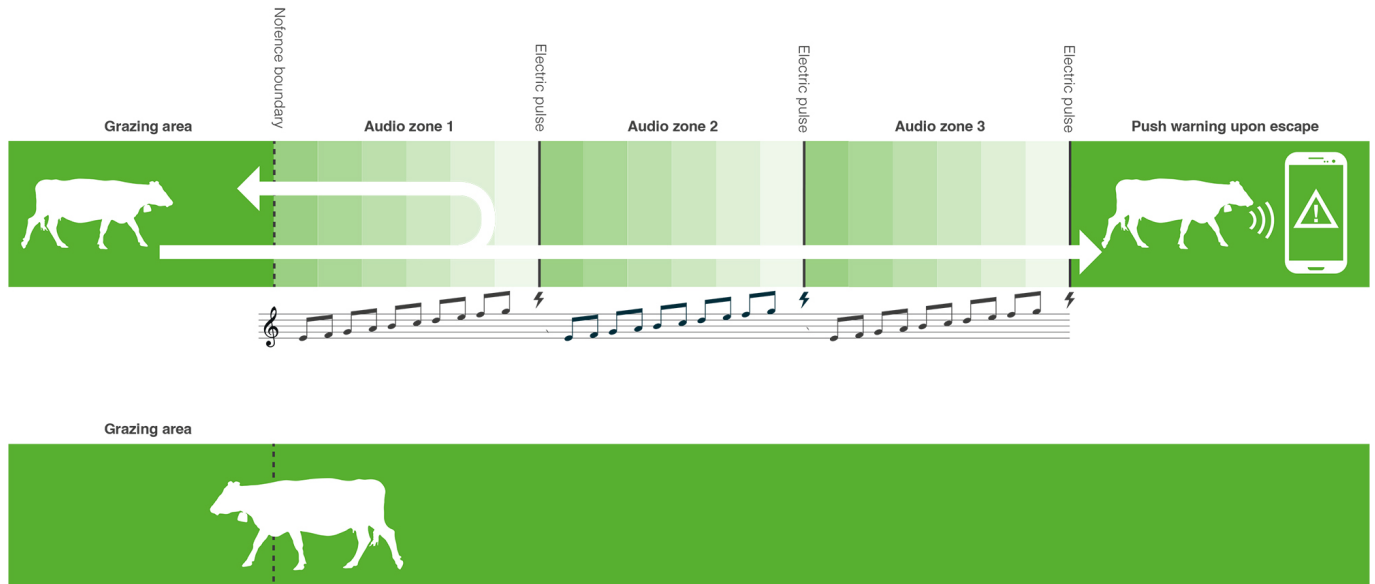 Nofence boundary
Electric pulse
Electric pulse
Electric pulse
Grazing area
Audio zone 1
Audio zone 2
Audio zone 3
Push warning upon escape
!
Grazing area